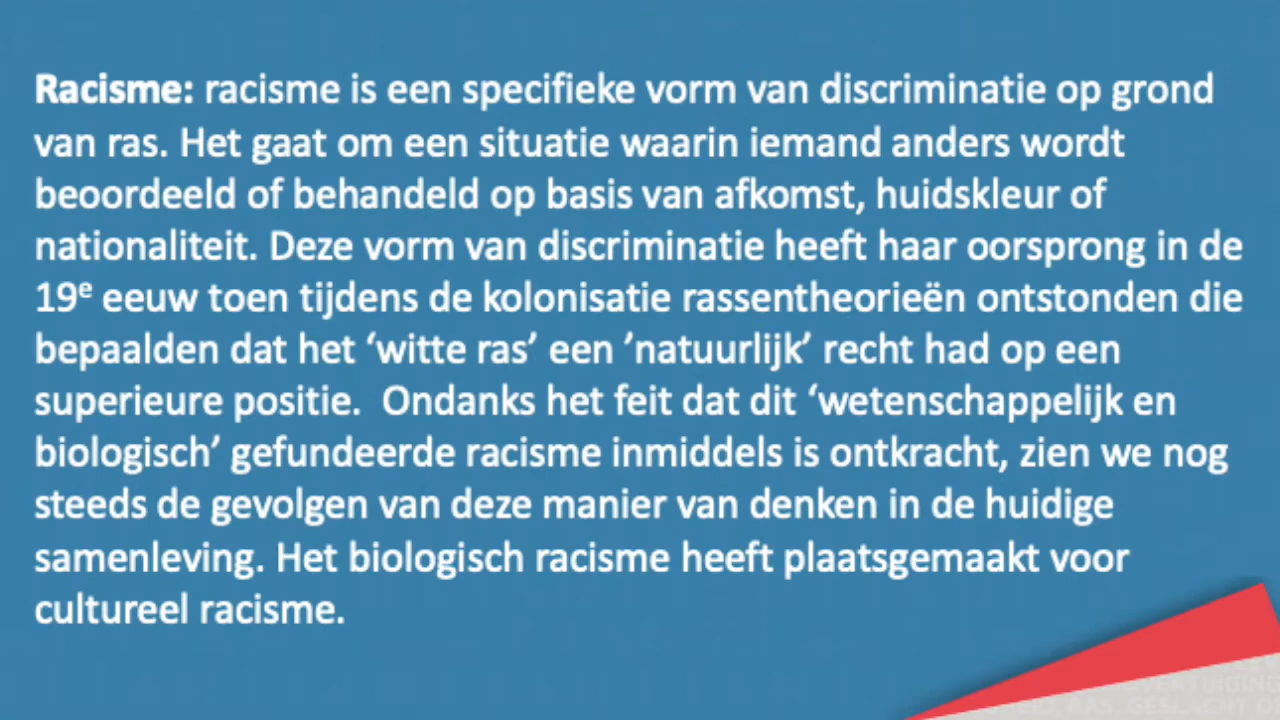 Racisme: racisme is een specifieke vorm van discriminatie op grond
van ras. Het gaat om een situatie waarin iemand anders wordt
beoordeeld of behandeld op basis van afkomst, huidskleur of
nationaliteit. Deze vorm van discriminatie heeft haar oorsprong in de
19e eeuw toen tijdens de kolonisatie rassentheorieën ontstonden die
bepaalden dat het ‘witte ras’ een ’natuurlijk’ recht had op een
superieure positie.  Ondanks het feit dat dit ‘wetenschappelijk en
biologisch’ gefundeerde racisme inmiddels is ontkracht, zien we nog
steeds de gevolgen van deze manier van denken in de huidige
samenleving. Het biologisch racisme heeft plaatsgemaakt voor
cultureel racisme.
RAS, GESLACHT